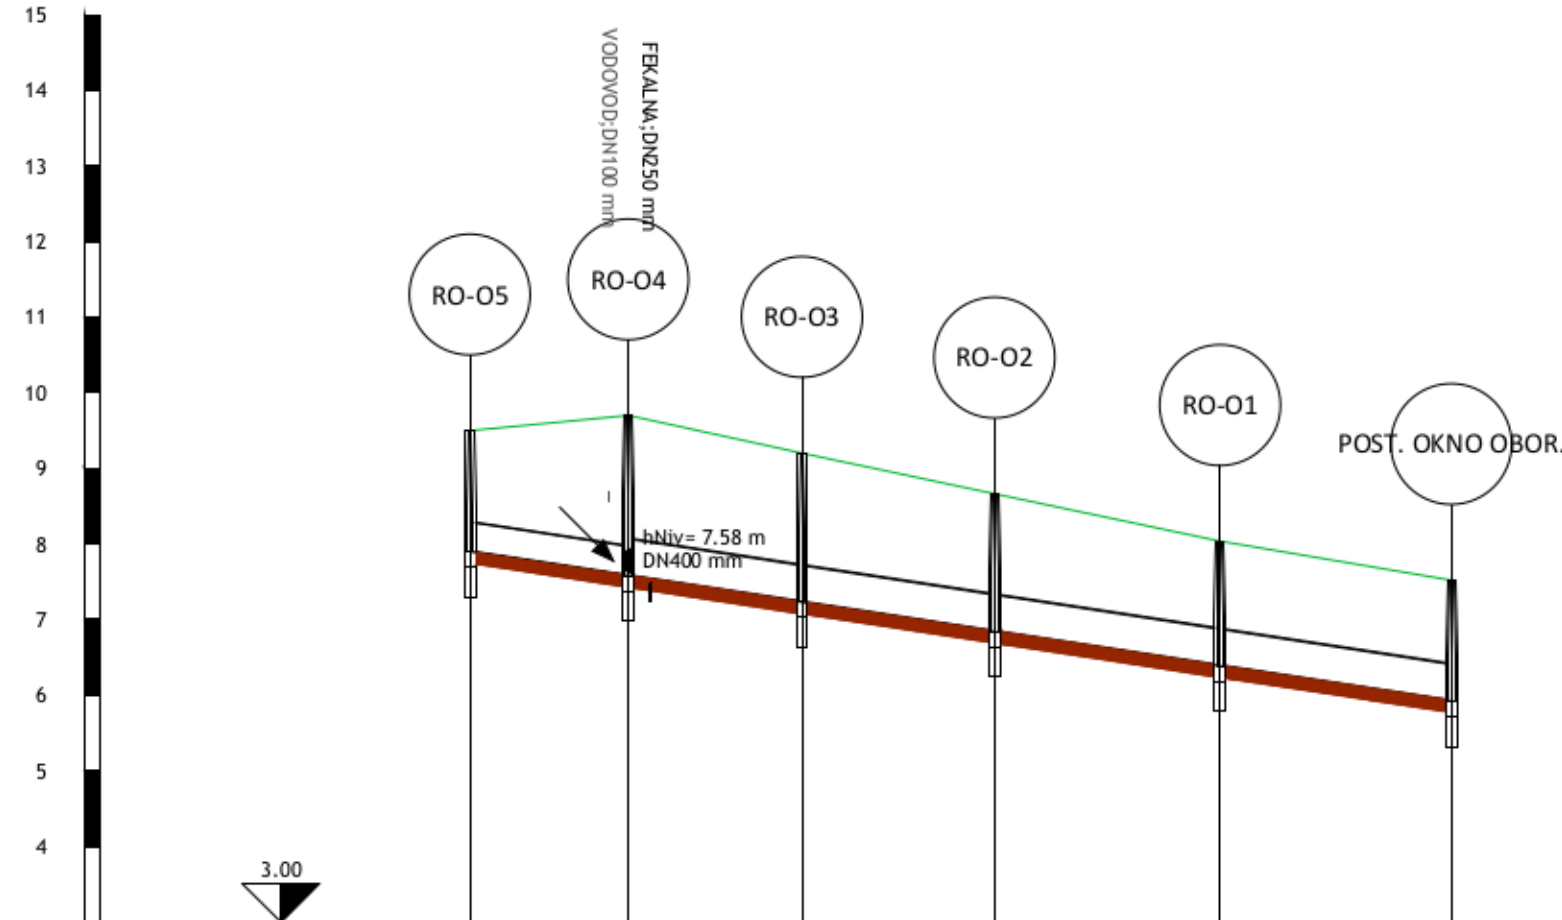 15
14
13
12
11
10
9
8
7
6
5
4
3.00
VODOVOD;DN100 mm
FEKALNA;DN250 mm
RO-O5
RO-O4
RO-O3
RO-O2
RO-O1
POST. OKNO OBOR.
hNiv= 7.58 m
DN400 mm